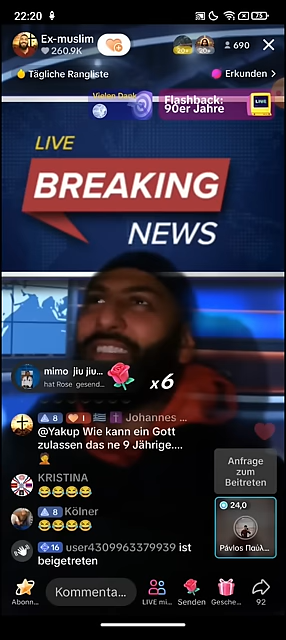 22:20
75
Ex-muslim
260.9K
20+
20+
690
Tägliche Rangliste
Erkunden >
Vielen Dank
Flashback:
90er Jahre
LIVE
LIVE
BREAKING
NEWS
mimo jiu jiu...
hat Rose gesend...
x6
8 1 Johannes ...
@Yakup Wie kann ein Gott
zulassen das ne 9 Jährige....
KRISTINA
8 Kölner
16 user4309963379939 ist
beigetreten
Anfrage
zum
Beitreten
24,0
Pávlos Παύλ...
Abonn...
Kommenta...
LIVE mi...
Senden
Gesche...
92